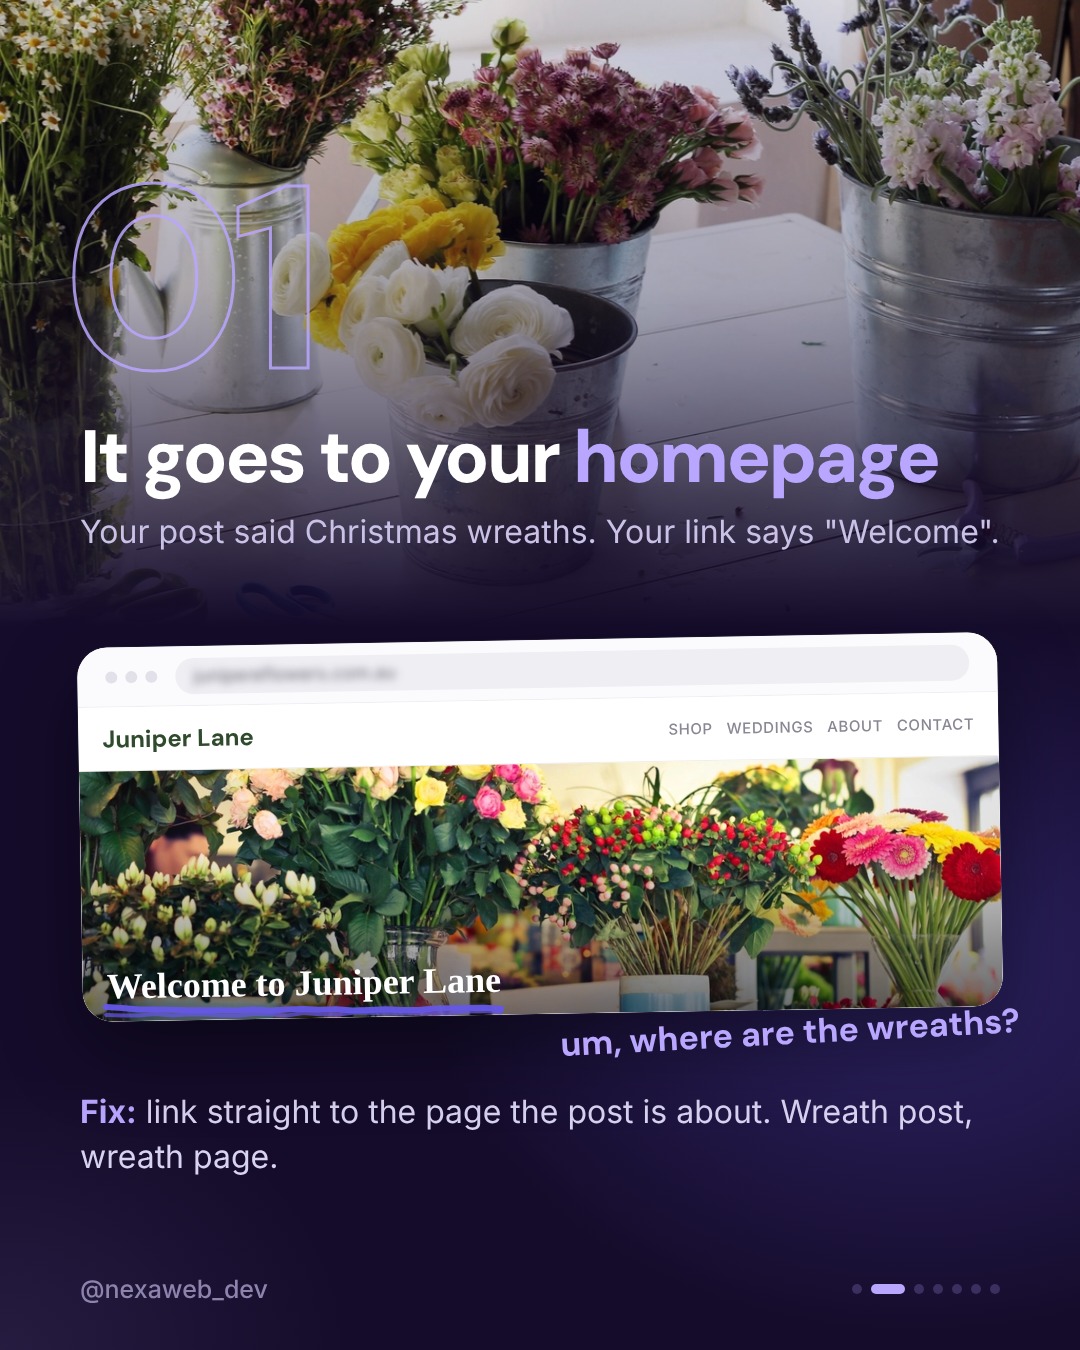 01
It goes to your homepage
Your post said Christmas wreaths. Your link says "Welcome".
Juniper Lane
SHOP WEDDINGS ABOUT CONTACT
Welcome to Juniper Lane
um, where are the wreaths?
Fix: link straight to the page the post is about. Wreath post,
wreath page.
@nexaweb_dev